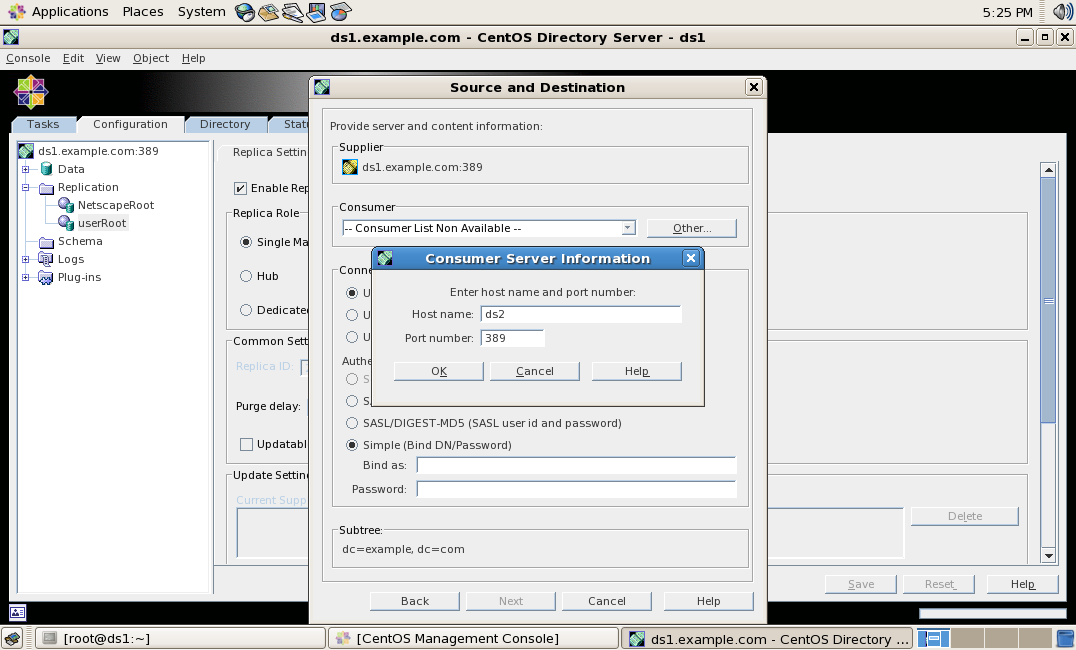 Applications Places System 5:25 PM
ds1.example.com - CentOS Directory Server - ds1
Console Edit View Object Help
Source and Destination
Tasks Configuration Directory Statu
Provide server and content information:
ds1.example.com:389
Data
Replication
NetscapeRoot
userRoot
Schema
Logs
Plug-ins
Replica Settin
Enable Rep
Replica Role
Single Ma
Hub
Dedicate
Common Sett
Replica ID:
Purge delay:
Updatabl
Update Setting
Current Supp
Delete
Save Reset Help
Supplier
ds1.example.com:389
Consumer
-- Consumer List Non Available -- Other...
Conne
U
U
U
Authe
S
SA
SASL/DIGEST-MD5 (SASL user id and password)
Simple (Bind DN/Password)
Bind as:
Password:
Subtree:
dc=example, dc=com
Back Next Cancel Help
Consumer Server Information
Enter host name and port number:
Host name: ds2
Port number: 389
OK Cancel Help
[root@ds1:~] [CentOS Management Console] ds1.example.com - CentOS Directory ...